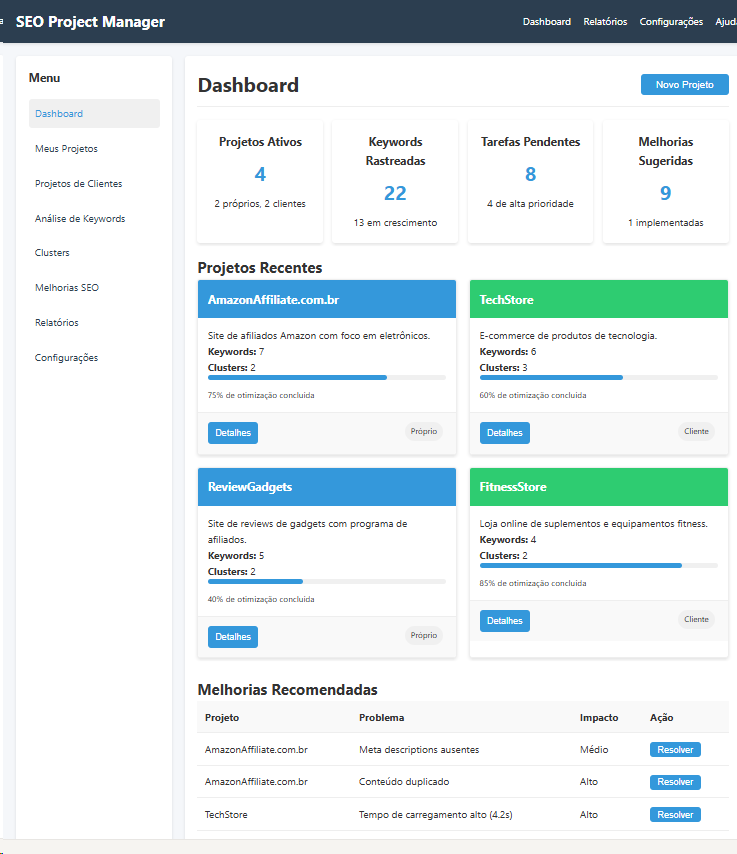 SEO Project Manager
Dashboard Relatórios Configurações
Menu
Dashboard
Meus Projetos
Projetos de Clientes
Análise de Keywords
Clusters
Melhorias SEO
Relatórios
Configurações
Dashboard
Novo Projeto
Projetos Ativos
4
2 próprios, 2 clientes
Keywords
Rastreadas
22
13 em crescimento
Tarefas Pendentes
8
4 de alta prioridade
Melhorias
Sugeridas
9
1 implementadas
Projetos Recentes
AmazonAffiliate.com.br
Site de afiliados Amazon com foco em eletrônicos.
Keywords: 7
Clusters: 2
75% de otimização concluída
Detalhes
Próprio
TechStore
E-commerce de produtos de tecnologia.
Keywords: 6
Clusters: 3
60% de otimização concluída
Detalhes
Cliente
ReviewGadgets
Site de reviews de gadgets com programa de
afiliados.
Keywords: 5
Clusters: 2
40% de otimização concluída
Detalhes
Próprio
FitnessStore
Loja online de suplementos e equipamentos fitness.
Keywords: 4
Clusters: 2
85% de otimização concluída
Detalhes
Cliente
Melhorias Recomendadas
Projeto Problema Impacto Ação
AmazonAffiliate.com.br Meta descriptions ausentes Médio Resolver
AmazonAffiliate.com.br Conteúdo duplicado Alto Resolver
TechStore Tempo de carregamento alto (4.2s) Alto Resolver